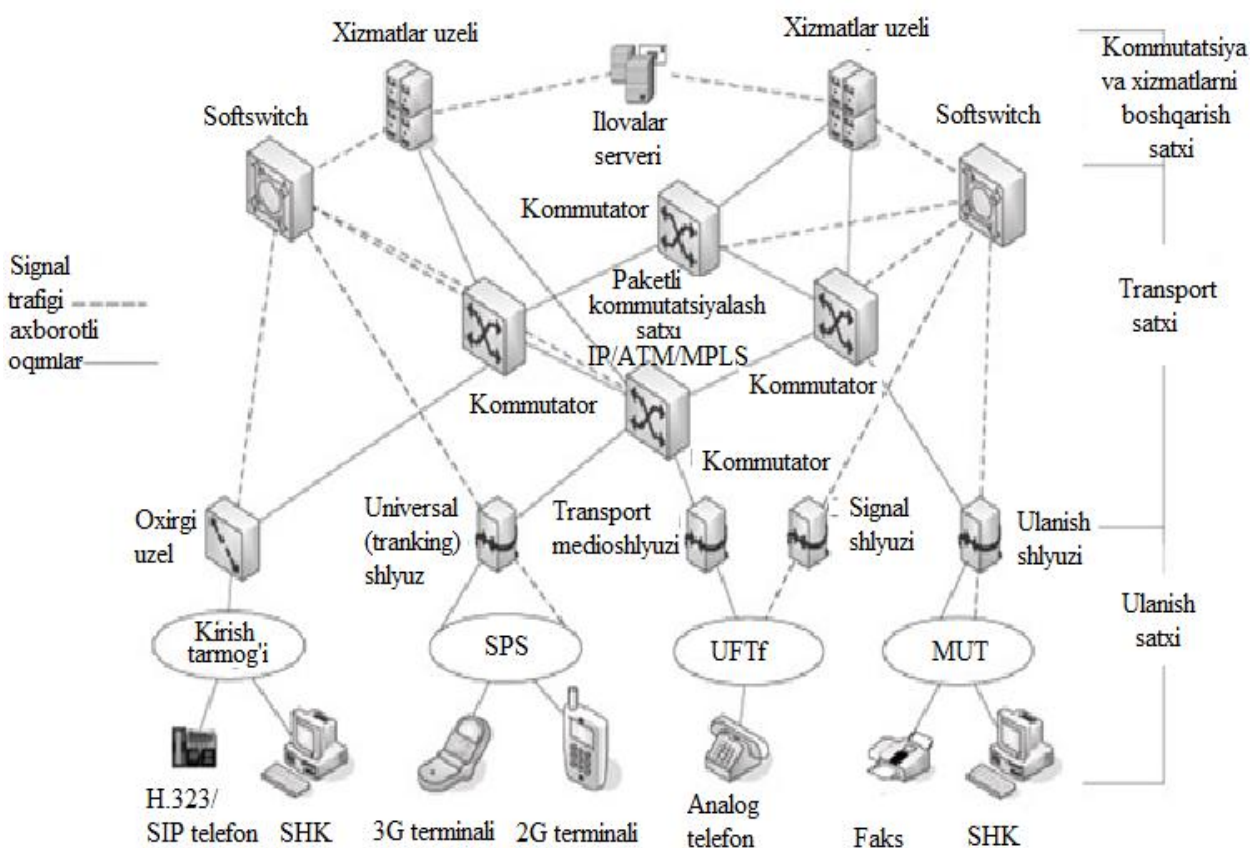 Xizmatlar uzeli
Xizmatlar uzeli
Kommutatsiya
va xizmatlarni
boshqarish
satxi
Softswitch
Ilovalar
serveri
Softswitch
Kommutator
Signal
trafigi
axborotli
oqimlar
Paketli
kommutatsiyalash
satxı
IP/ATM/MPLS
Transport
satxi
Kommutator
Kommutator
Kommutator
Oxirgi
uzel
Universal
(tranking)
shlyuz
Transport
medioshlyuzi
Signal
shlyuzi
Ulanish
shlyuzi
Ulanish
satxi
Kirish
tarmog'i
SPS
UFTf
MUT
H.323/
SIP telefon
SHK
3G terminali
2G terminali
Analog
telefon
Faks
SHK